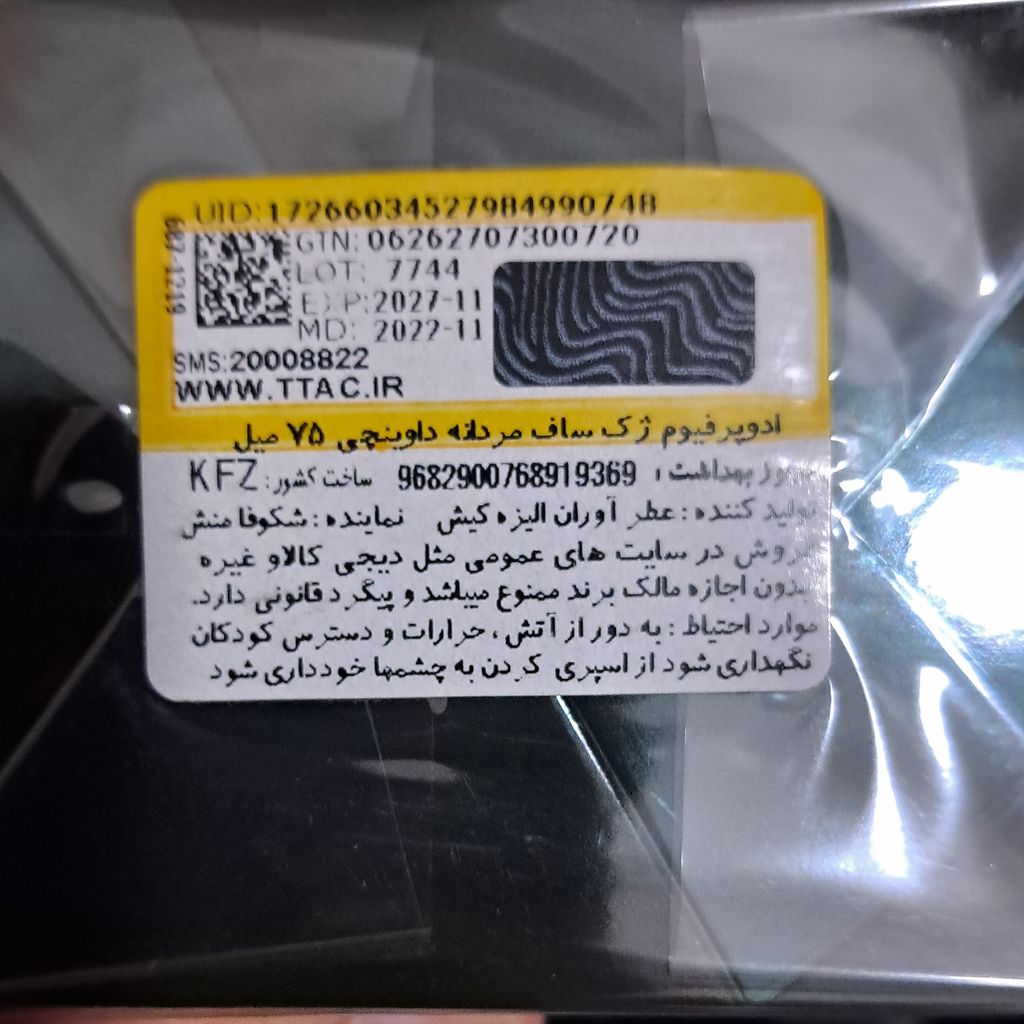 UID:17266034527984990748
GTN: 06262707300720
LOT: 7744
EXP:2027-11
MD: 2022-11
SMS:20008822
WWW.TTAC.IR
ادوپرفیوم ژک ساف مردانه داوینچی ۷۵ میل
بهداشت : 9682900768919369 ساخت کشور: KFZ
تولید کننده : عطر آوران الیزه کیش نماینده : شکوفا منش
فروش در سایت های عمومی مثل دیجی کالاو غیره
بدون اجازه مالک برند ممنوع میباشد و پیگرد قانونی دارد.
موارد احتیاط : به دور از آتش، حرارات و دسترس کودکان
نگهداری شود از اسپری کردن به چشمها خودداری شود